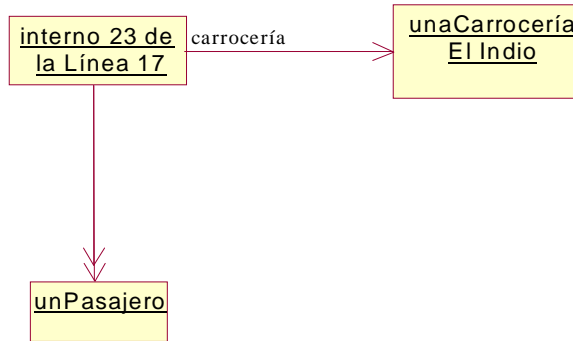 interno 23 de
la Línea 17
carrocería
unaCarrocería
El Indio
unPasajero